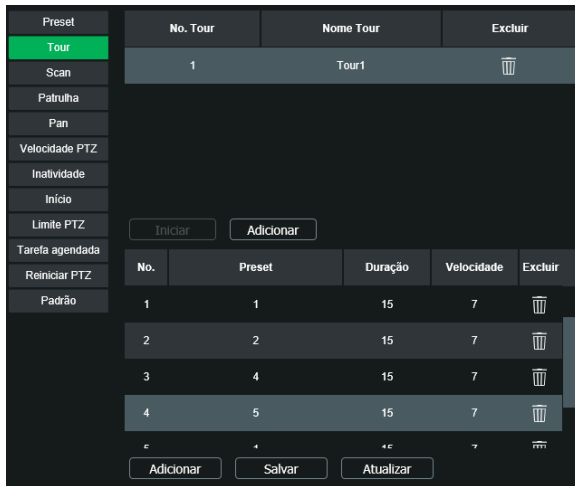 Preset
Tour
Scan
Patrulha
Pan
Velocidade PTZ
Inatividade
Início
Limite PTZ
Tarefa agendada
Reiniciar PTZ
Padrão
No. Tour Nome Tour Excluir
1 Tour1
Iniciar Adicionar
No. Preset Duração Velocidade Excluir
1 1 15 7
2 2 15 7
3 4 15 7
4 5 15 7
Adicionar Salvar Atualizar